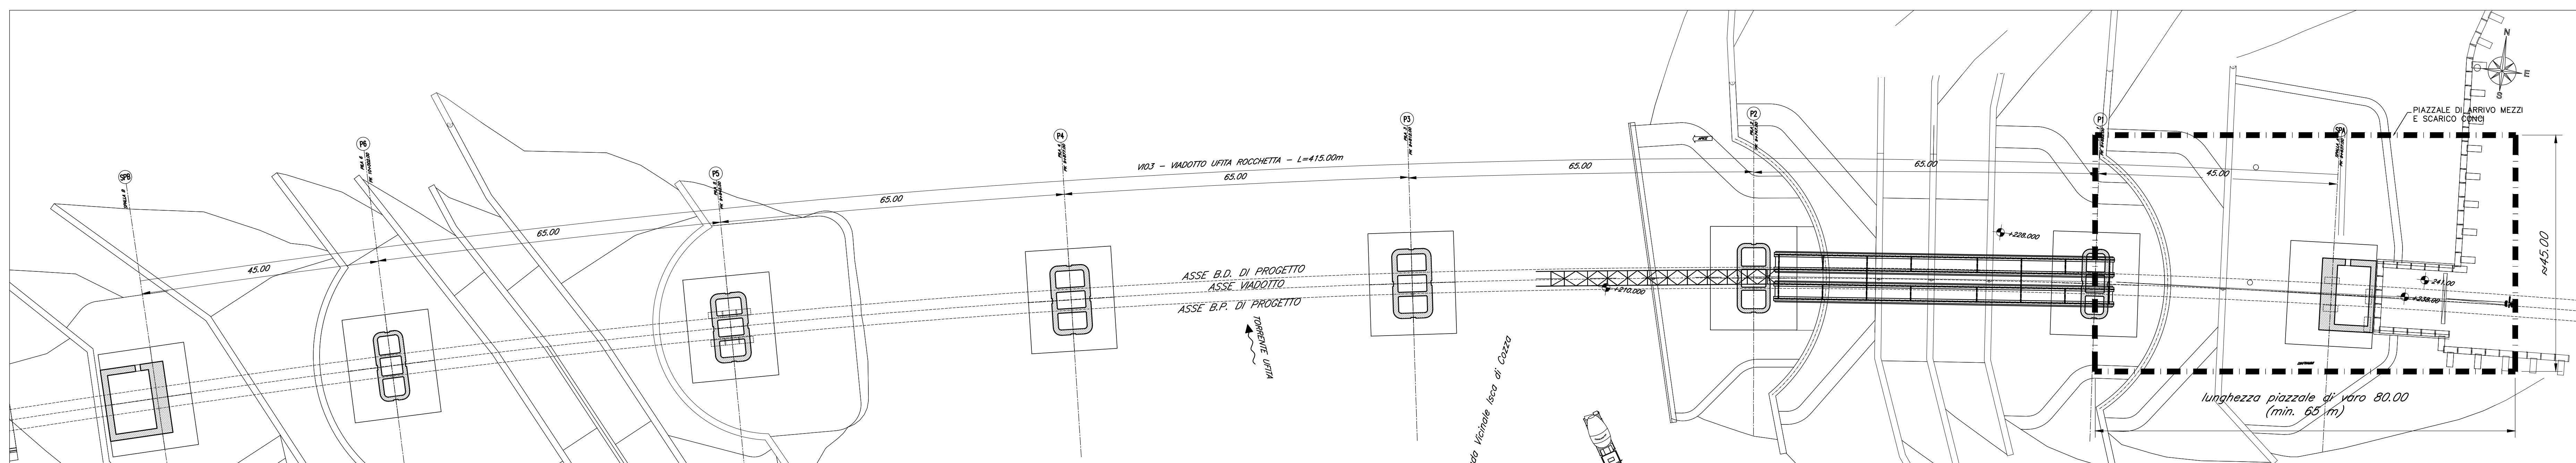 N
E
S
PIAZZALE DI ARRIVO MEZZI
E SCARICO CONCI
P1
P2
P3
P4
P5
P6
SPA
SPB
VI03 - VIADOTTO UFITA ROCCHETTA - L=415.00m
45.00
65.00
65.00
65.00
65.00
65.00
45.00
+228.000
+210.000
241.00
+238.00
≈45.00
ASSE B.D. DI PROGETTO
ASSE VIADOTTO
ASSE B.P. DI PROGETTO
TORRENTE UFITA
Vicinale Isca di Cozza
lunghezza piazzale di varo 80.00
(min. 65 m)